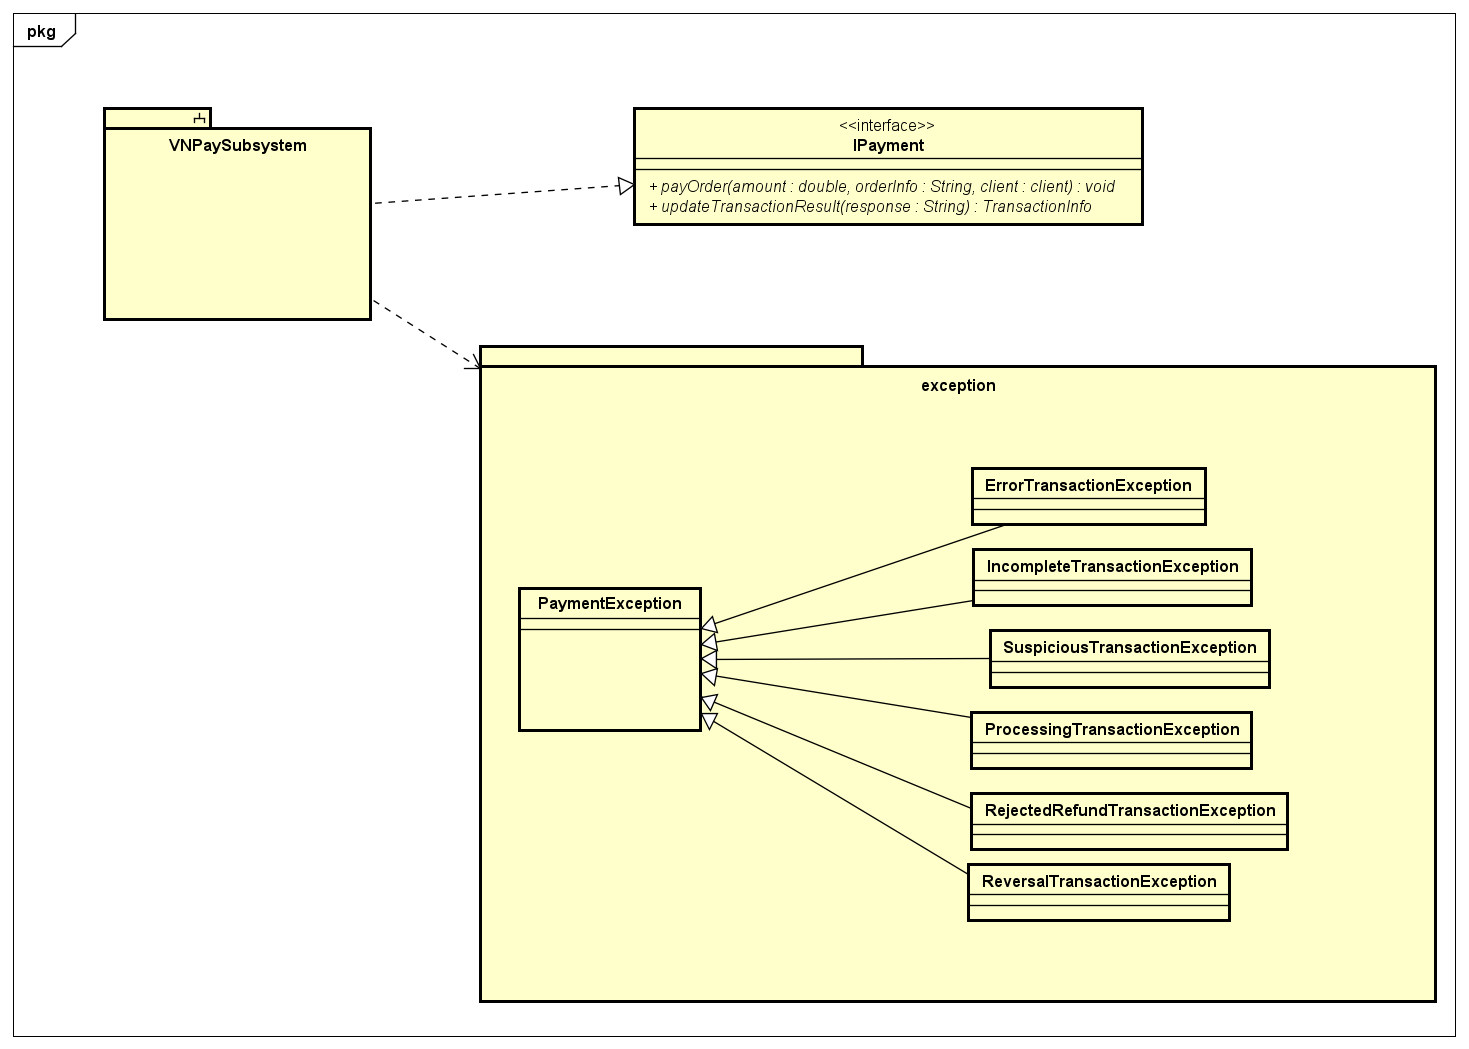 pkg
VNPaySubsystem
<<interface>>
IPayment
+ payOrder(amount : double, orderInfo : String, client : client) : void
+ updateTransactionResult(response : String) : TransactionInfo
exception
ErrorTransactionException
IncompleteTransactionException
PaymentException
SuspiciousTransactionException
ProcessingTransactionException
RejectedRefundTransactionException
ReversalTransactionException